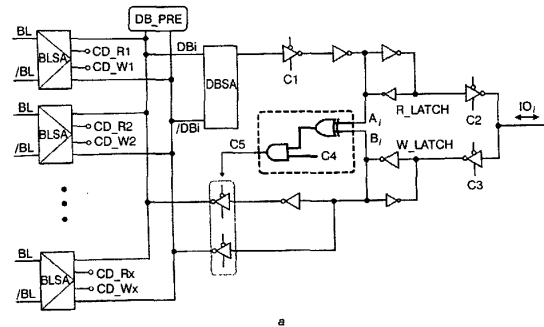 DB_PRE
BL
BLSA
CD_R1
CD_W1
/BL
DBi
DBSA
/DBi
C1
Ai
R_LATCH
C2
IOi
BL
BLSA
CD_R2
CD_W2
/BL
C5
C4
Bi
W_LATCH
C3
BL
BLSA
CD_Rx
CD_Wx
/BL
a